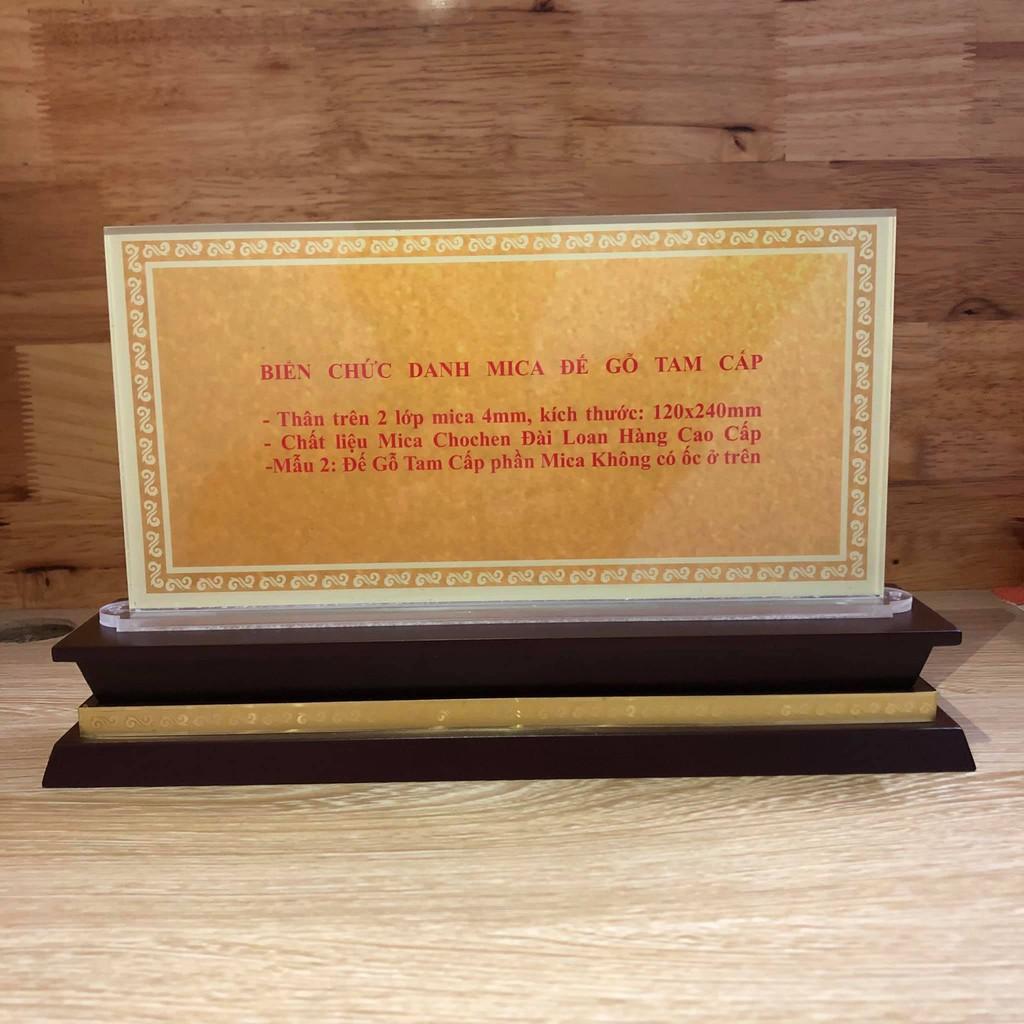 BIỂN CHỨC DANH MICA ĐẾ GỖ TAM CẤP
- Thân trên 2 lớp mica 4mm, kích thước: 120x240mm
- Chất liệu Mica Chochen Đài Loan Hàng Cao Cấp
-Mẫu 2: Đế Gỗ Tam Cấp phần Mica Không có ốc ở trên